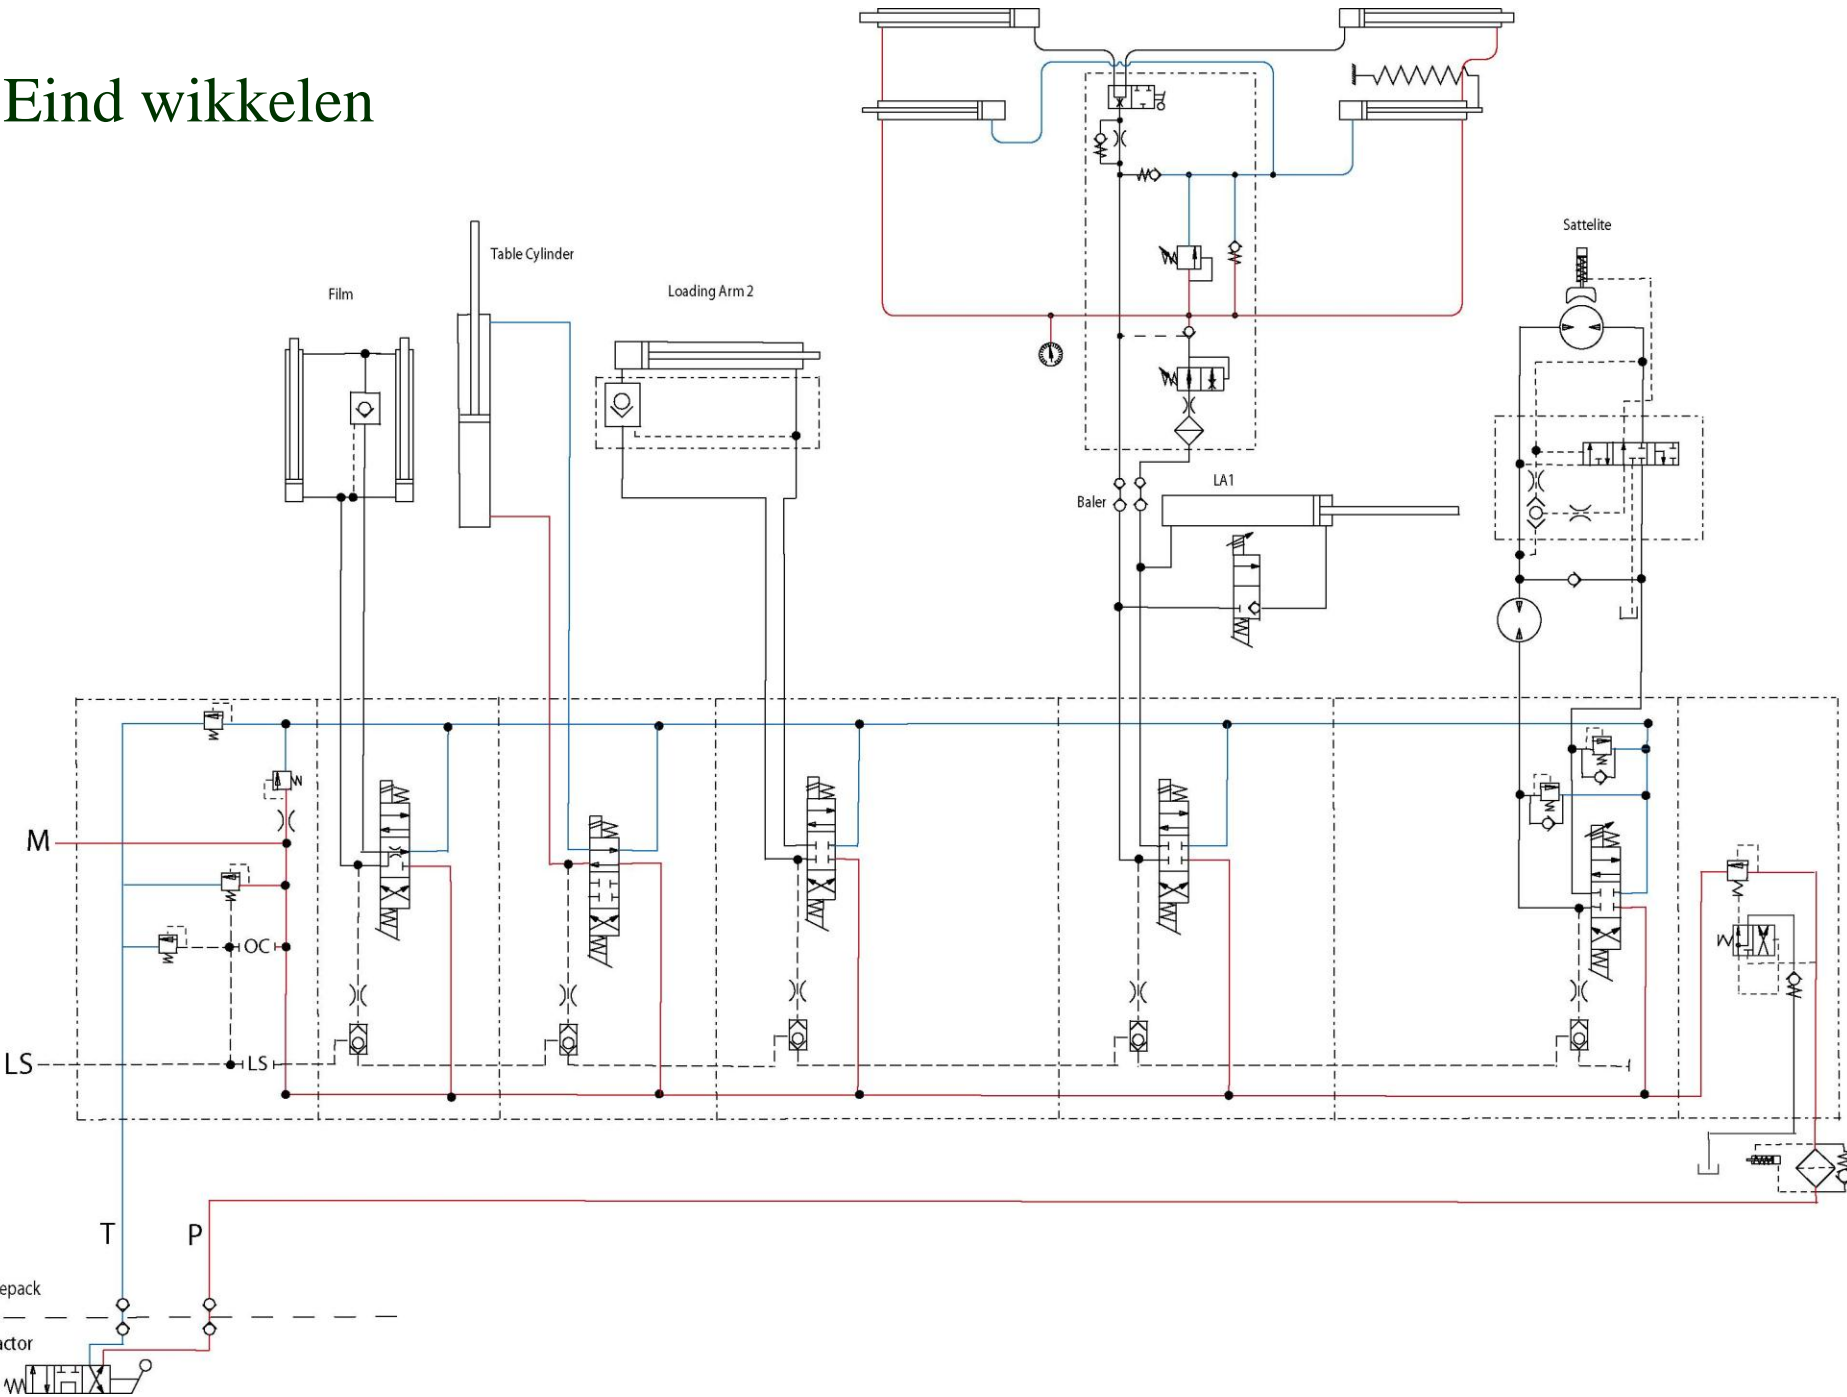 Eind wikkelen
Sattelite
Table Cylinder
Film
Loading Arm 2
LA1
Baler
M
OC
LS
LS
T
P
epack
actor